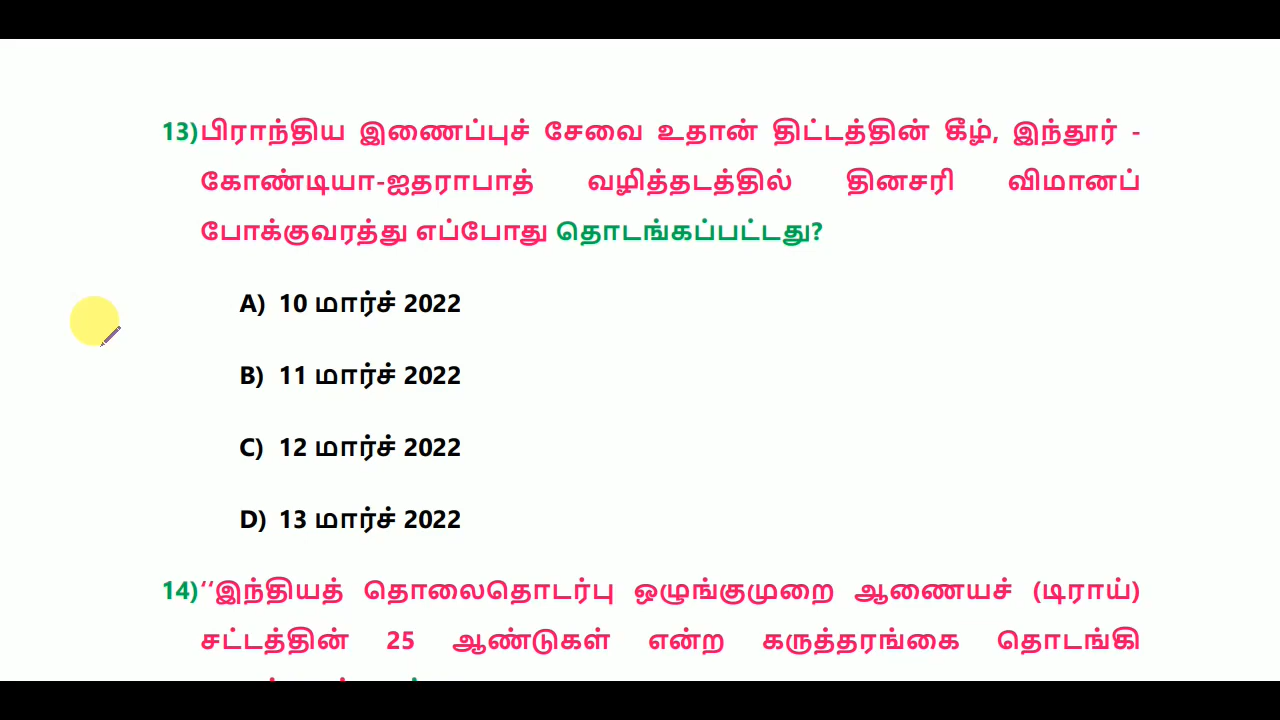 13) பிராந்திய இணைப்புச் சேவை உதான் திட்டத்தின் கீழ், இந்தூர் -
கோண்டியா-ஐதராபாத் வழித்தடத்தில் தினசரி விமானப்
போக்குவரத்து எப்போது தொடங்கப்பட்டது?
A) 10 மார்ச் 2022
B) 11 மார்ச் 2022
C) 12 மார்ச் 2022
D) 13 மார்ச் 2022
14) ‘‘இந்தியத் தொலைதொடர்பு ஒழுங்குமுறை ஆணையச் (டிராய்)
சட்டத்தின் 25 ஆண்டுகள் என்ற கருத்தரங்கை தொடங்கி